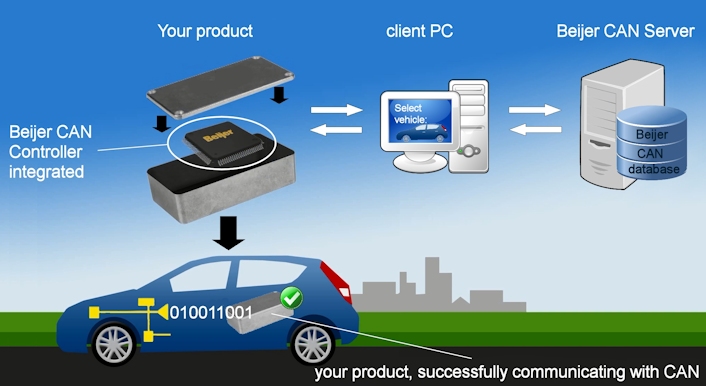 Your product
client PC
Beijer CAN Server
Beijer CAN
Controller
integrated
Beijer
Select
vehicle:
Beijer
CAN
database
010011001
your product, successfully communicating with CAN